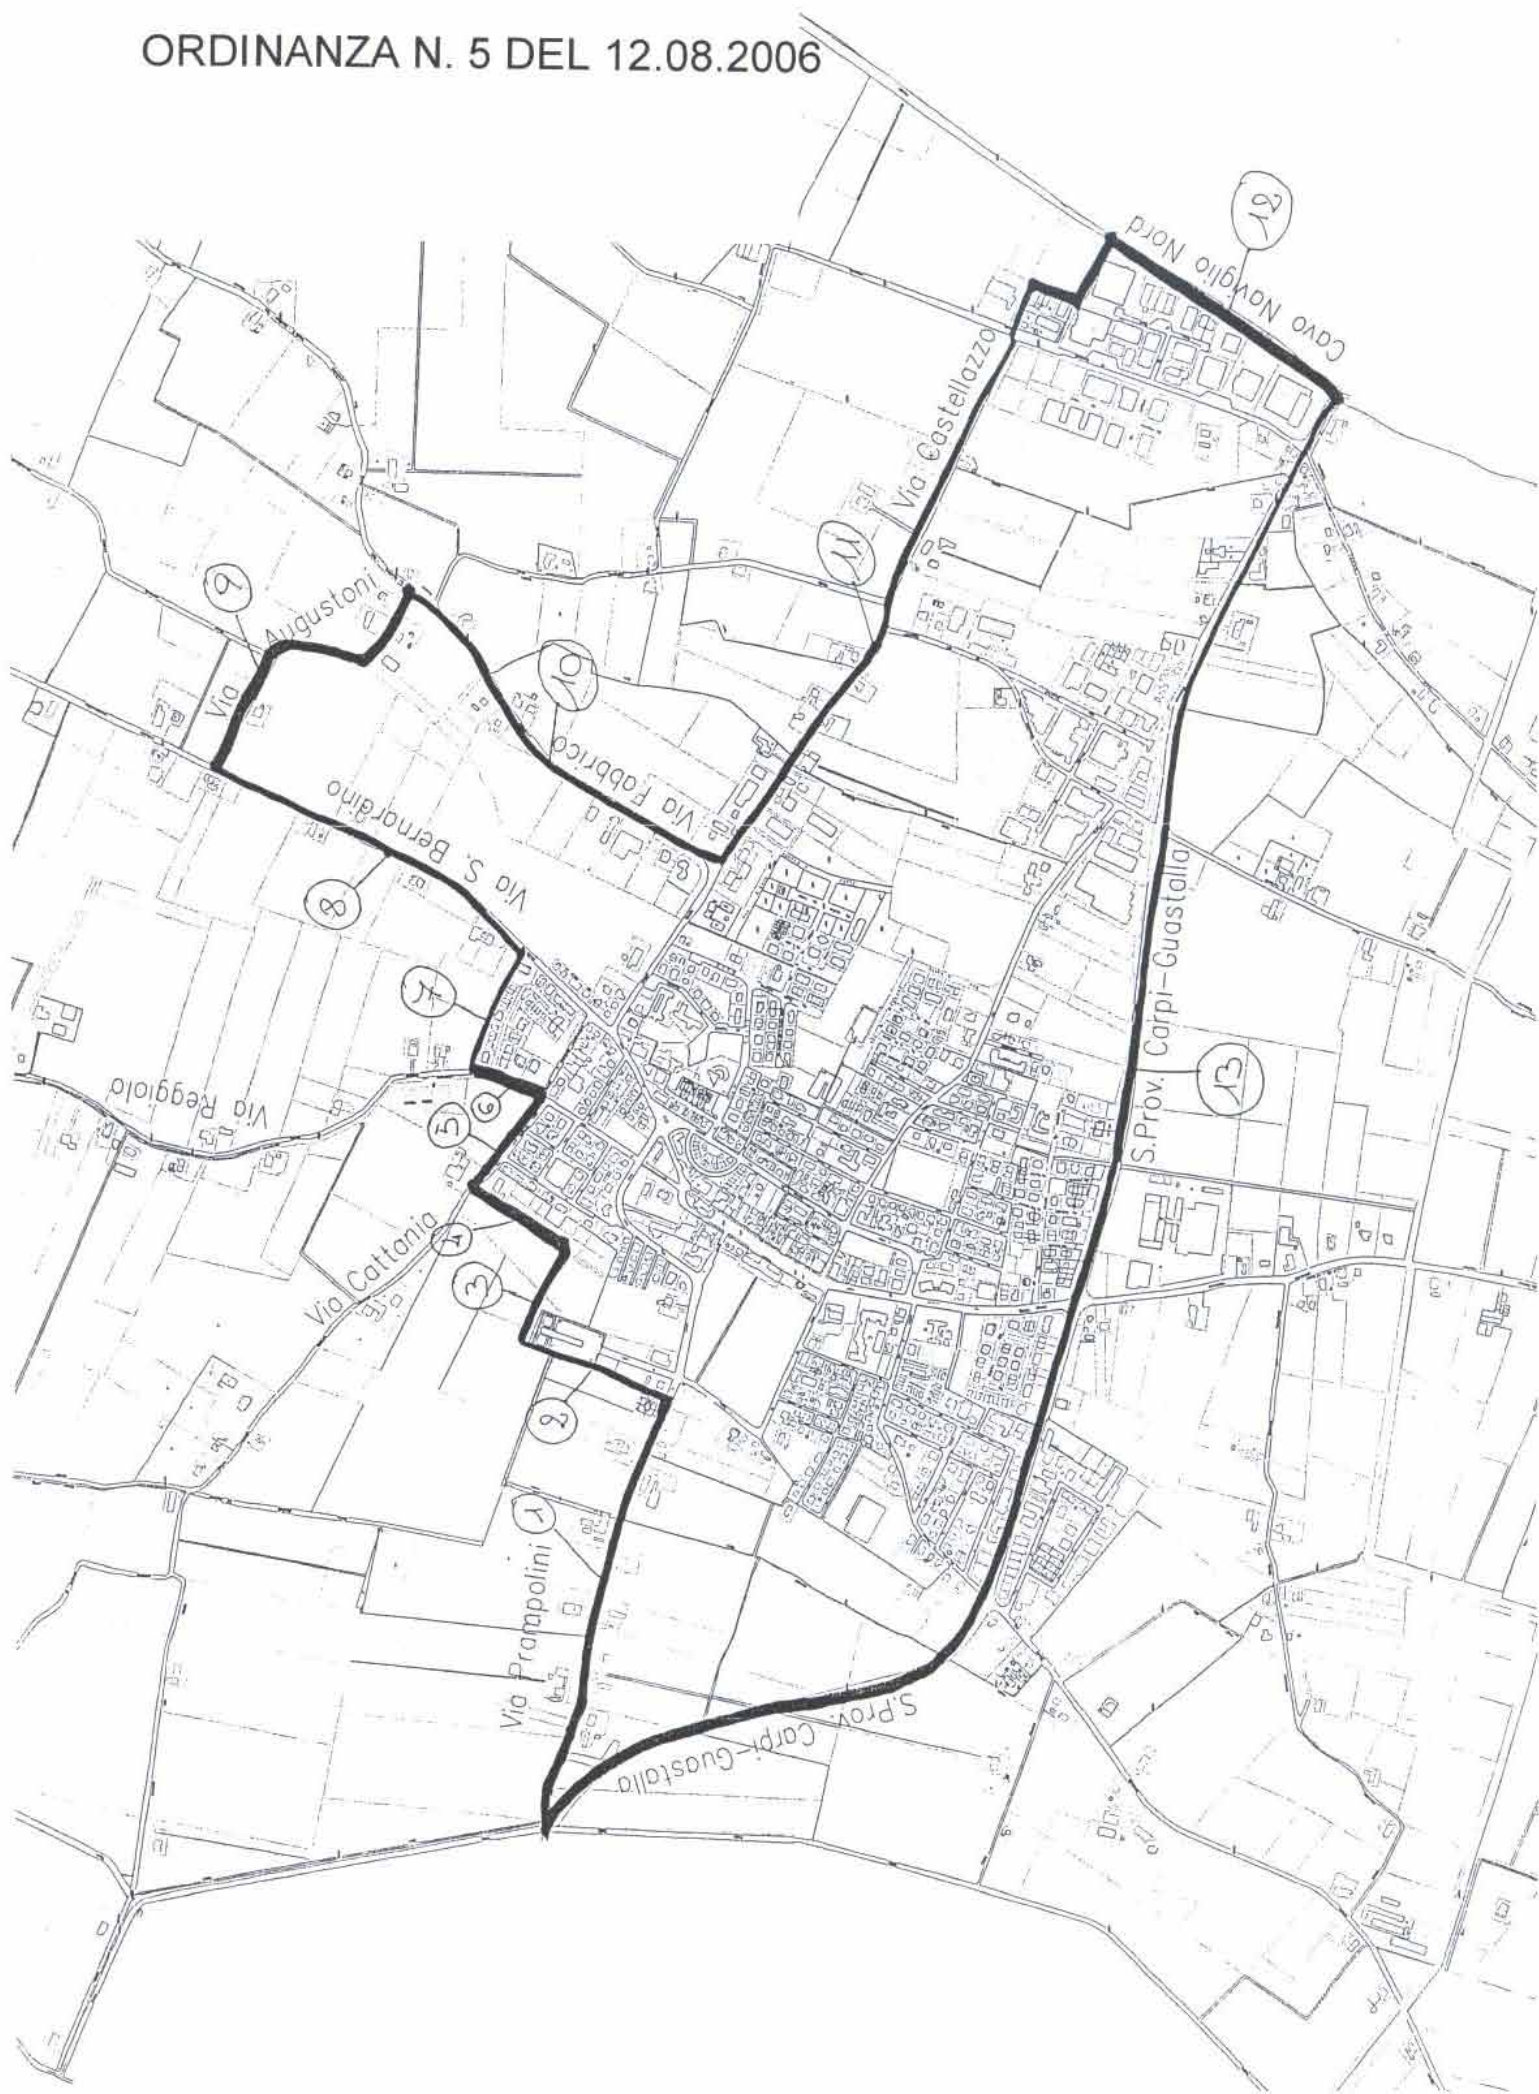 ORDINANZA N. 5 DEL 12.08.2006
12
Cavo Naviglio Nord
Via Castellazzo
11
9
Via Augustoni
10
Via Fabbrico
Via S. Bernardino
8
7
Via Reggiolo
6
5
4
Via Cattania
3
2
S.Prov. Carpi-Guastalla
13
1
Via Prampolini
S.Prov. Carpi-Guastalla